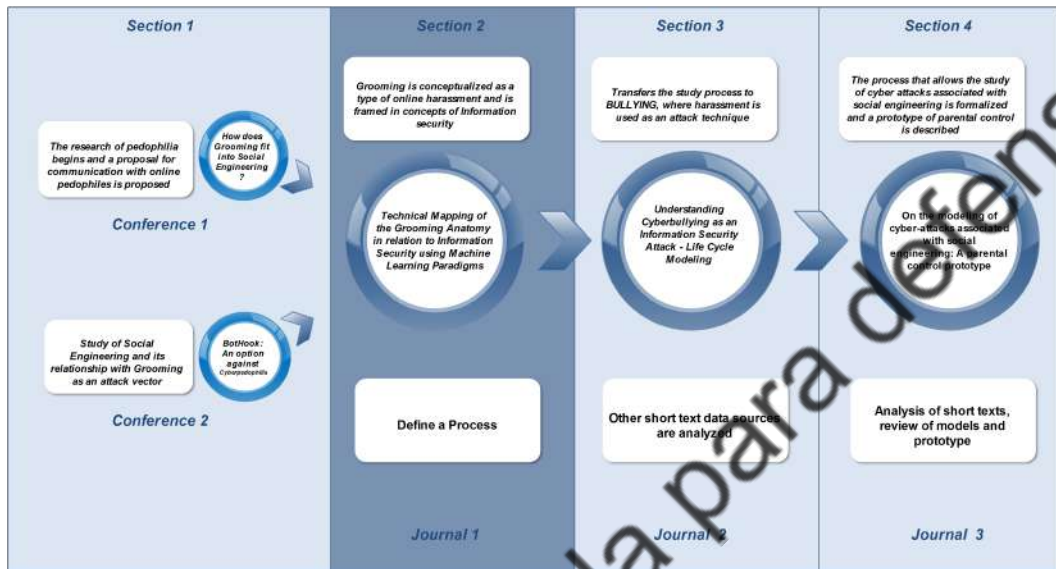 Section 1
The research of pedophilia
begins and a proposal for
communication with online
pedophiles is proposed
How does
Grooming fit
into Social
Engineering
?
Conference 1
Study of Social
Engineering and its
relationship with Grooming
as an attack vector
BotHook:
An option
against
Cyberpedophilia
Conference 2
Section 2
Grooming is conceptualized as a
type of online harassment and is
framed in concepts of Information
security
Technical Mapping of
the Grooming Anatomy
in relation to Information
Security using Machine
Learning Paradigms
Define a Process
Journal 1
Section 3
Transfers the study process to
BULLYING, where harassment is
used as an attack technique
Understanding
Cyberbullying as an
Information Security
Attack - Life Cycle
Modeling
Other short text data sources
are analyzed
Journal 2
Section 4
The process that allows the study
of cyber attacks associated with
social engineering is formalized
and a prototype of parental control
is described
On the modeling of
cyber-attacks associated
with social
engineering: A parental
control prototype
Analysis of short texts,
review of models and
prototype
Journal 3
la para defens